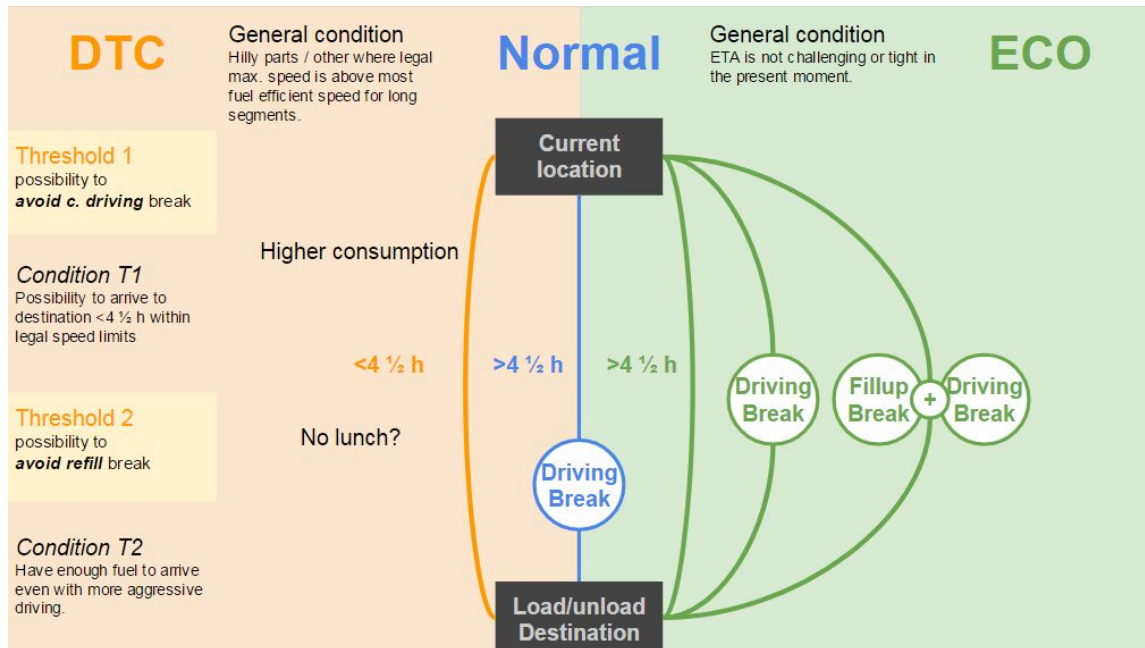 DTC
General condition
Hilly parts / other where legal
max. speed is above most
fuel efficient speed for long
segments.
Normal
General condition
ETA is not challenging or tight in
the present moment.
ECO
Threshold 1
possibility to
avoid c. driving break
Condition T1
Possibility to arrive to
destination <4 ½ h within
legal speed limits
Threshold 2
possibility to
avoid refill break
Condition T2
Have enough fuel to arrive
even with more aggressive
driving.
Current
location
Higher consumption
<4 ½ h
>4 ½ h
>4 ½ h
No lunch?
Driving
Break
Driving
Break
Fillup
Break
+
Driving
Break
Load/unload
Destination